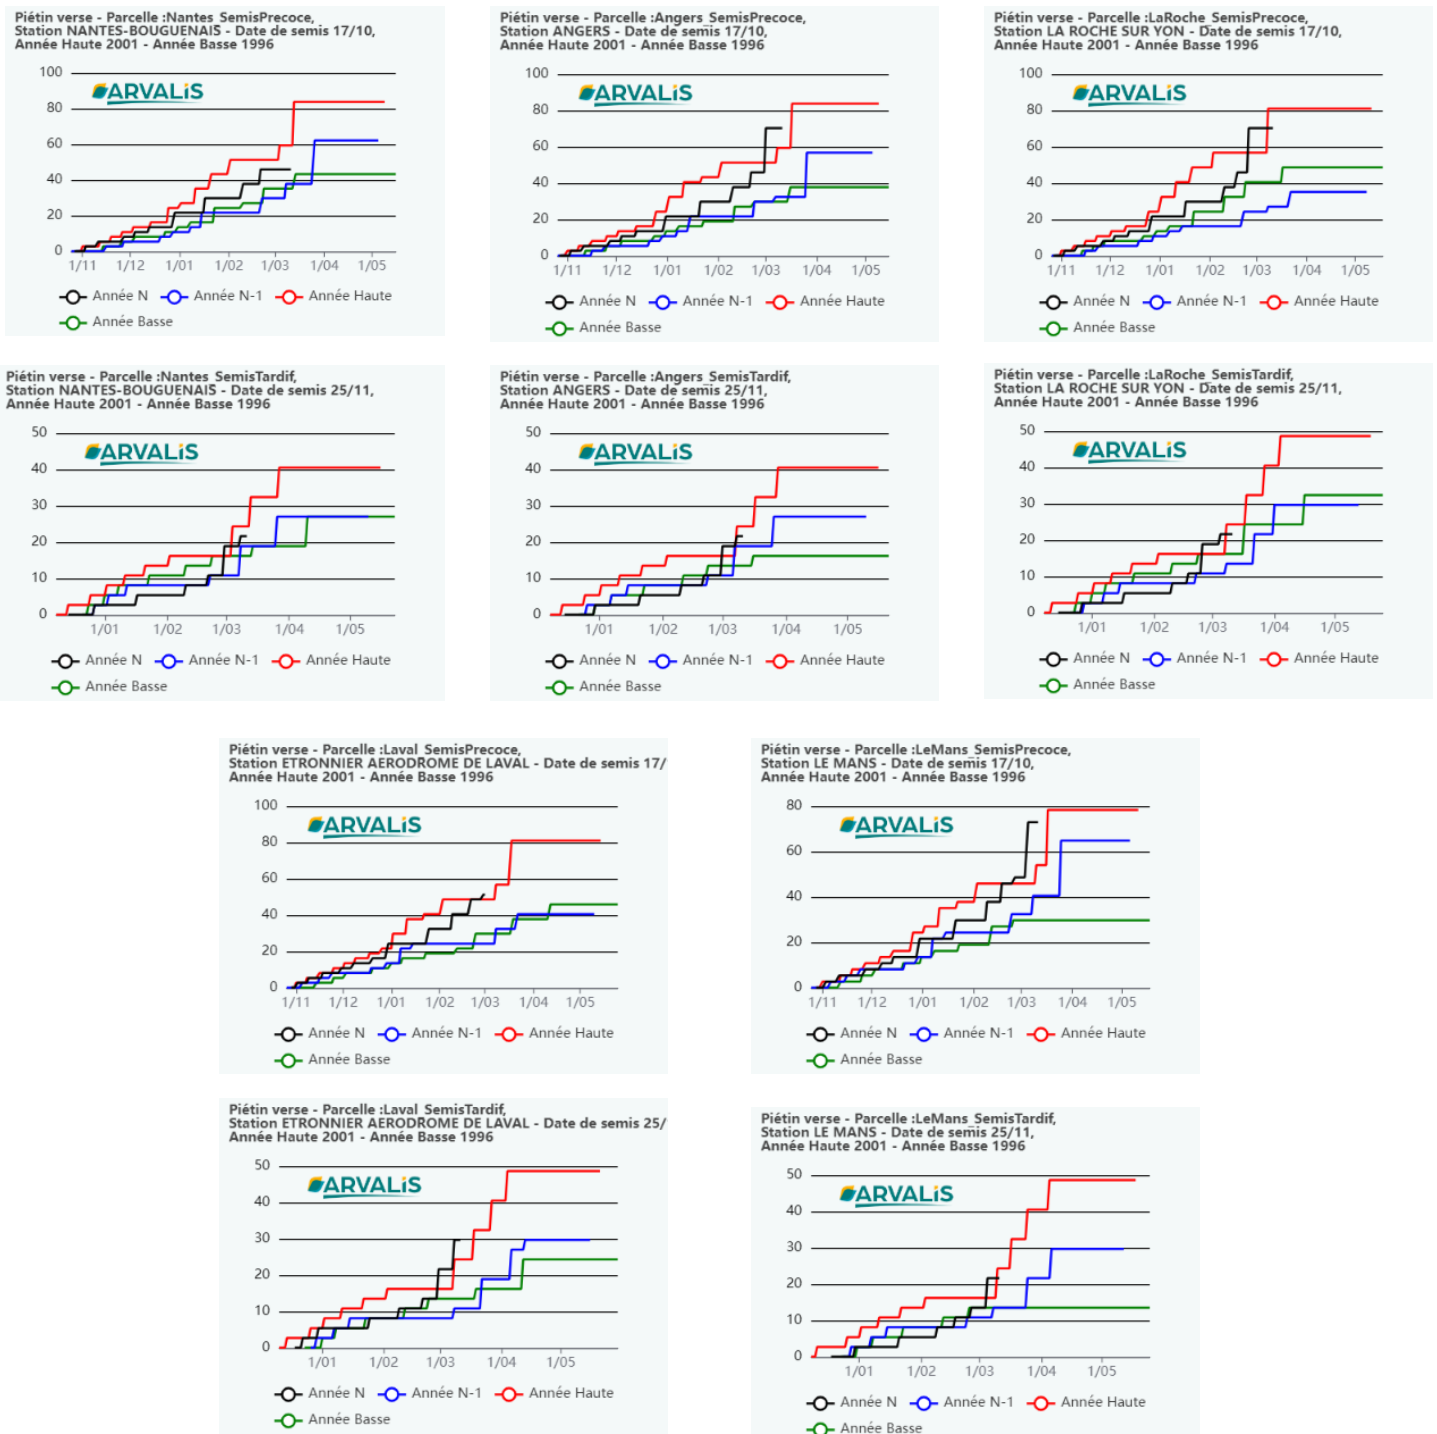 Piétin verse - Parcelle :Nantes_SemisPrecoce,
Station NANTES-BOUGUENAIS - Date de semis 17/10,
Année Haute 2001 - Année Basse 1996
ARVALIS
100
80
60
40
20
0
1/11 1/12 1/01 1/02 1/03 1/04 1/05
Année N Année N-1 Année Haute
Année Basse
Piétin verse - Parcelle :Angers_SemisPrecoce,
Station ANGERS - Date de semis 17/10,
Année Haute 2001 - Année Basse 1996
ARVALIS
100
80
60
40
20
0
1/11 1/12 1/01 1/02 1/03 1/04 1/05
Année N Année N-1 Année Haute
Année Basse
Piétin verse - Parcelle :LaRoche_SemisPrecoce,
Station LA ROCHE SUR YON - Date de semis 17/10,
Année Haute 2001 - Année Basse 1996
ARVALIS
100
80
60
40
20
0
1/11 1/12 1/01 1/02 1/03 1/04 1/05
Année N Année N-1 Année Haute
Année Basse
Piétin verse - Parcelle :Nantes_SemisTardif,
Station NANTES-BOUGUENAIS - Date de semis 25/11,
Année Haute 2001 - Année Basse 1996
ARVALIS
50
40
30
20
10
0
1/01 1/02 1/03 1/04 1/05
Année N Année N-1 Année Haute
Année Basse
Piétin verse - Parcelle :Angers_SemisTardif,
Station ANGERS - Date de semis 25/11,
Année Haute 2001 - Année Basse 1996
ARVALIS
50
40
30
20
10
0
1/01 1/02 1/03 1/04 1/05
Année N Année N-1 Année Haute
Année Basse
Piétin verse - Parcelle :LaRoche_SemisTardif,
Station LA ROCHE SUR YON - Date de semis 25/11,
Année Haute 2001 - Année Basse 1996
ARVALIS
50
40
30
20
10
0
1/01 1/02 1/03 1/04 1/05
Année N Année N-1 Année Haute
Année Basse
Piétin verse - Parcelle :Laval_SemisPrecoce,
Station ETRONNIER AERODROME DE LAVAL - Date de semis 17/
Année Haute 2001 - Année Basse 1996
ARVALIS
100
80
60
40
20
0
1/11 1/12 1/01 1/02 1/03 1/04 1/05
Année N Année N-1 Année Haute
Année Basse
Piétin verse - Parcelle :LeMans_SemisPrecoce,
Station LE MANS - Date de semis 17/10,
Année Haute 2001 - Année Basse 1996
ARVALIS
80
60
40
20
0
1/11 1/12 1/01 1/02 1/03 1/04 1/05
Année N Année N-1 Année Haute
Année Basse
Piétin verse - Parcelle :Laval_SemisTardif,
Station ETRONNIER AERODROME DE LAVAL - Date de semis 25/
Année Haute 2001 - Année Basse 1996
ARVALIS
50
40
30
20
10
0
1/01 1/02 1/03 1/04 1/05
Année N Année N-1 Année Haute
Année Basse
Piétin verse - Parcelle :LeMans_SemisTardif,
Station LE MANS - Date de semis 25/11,
Année Haute 2001 - Année Basse 1996
ARVALIS
50
40
30
20
10
0
1/01 1/02 1/03 1/04 1/05
Année N Année N-1 Année Haute
Année Basse